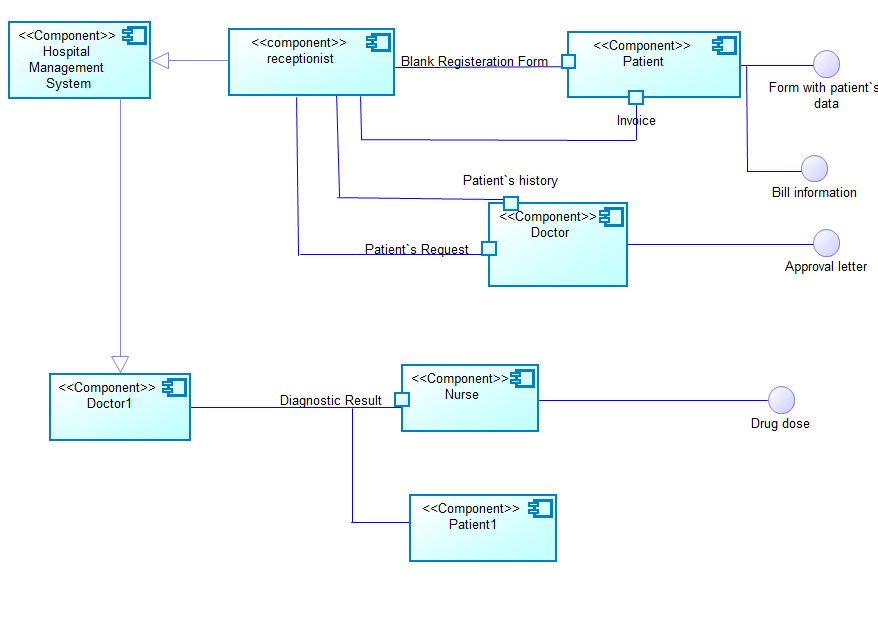 <<Component>>
Hospital
Management
System
<<component>>
receptionist
Blank Registeration Form
<<Component>>
Patient
Form with patient`s
data
Invoice
Bill information
Patient`s history
<<Component>>
Doctor
Patient`s Request
Approval letter
<<Component>>
Doctor1
Diagnostic Result
<<Component>>
Nurse
Drug dose
<<Component>>
Patient1